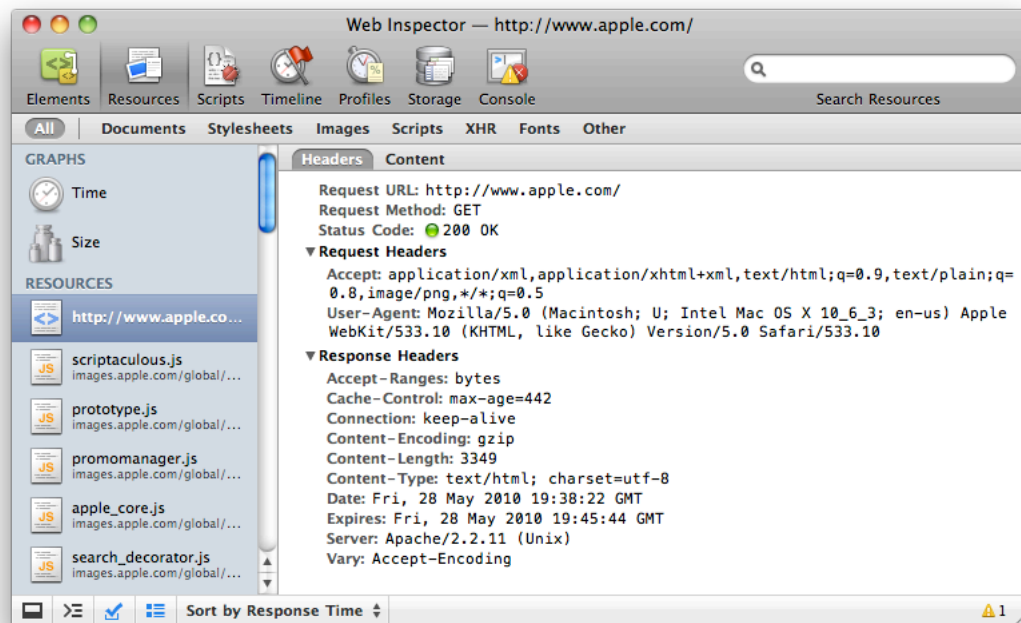 Web Inspector — http://www.apple.com/
Elements Resources Scripts Timeline Profiles Storage Console
Search Resources
All Documents Stylesheets Images Scripts XHR Fonts Other
GRAPHS
Time
Size
RESOURCES
http://www.apple.co...
scriptaculous.js
images.apple.com/global/...
prototype.js
images.apple.com/global/...
promomanager.js
images.apple.com/global/...
apple_core.js
images.apple.com/global/...
search_decorator.js
images.apple.com/global/...
Headers Content
Request URL: http://www.apple.com/
Request Method: GET
Status Code: 200 OK
Request Headers
Accept: application/xml,application/xhtml+xml,text/html;q=0.9,text/plain;q=
0.8,image/png,*/*;q=0.5
User-Agent: Mozilla/5.0 (Macintosh; U; Intel Mac OS X 10_6_3; en-us) Apple
WebKit/533.10 (KHTML, like Gecko) Version/5.0 Safari/533.10
Response Headers
Accept-Ranges: bytes
Cache-Control: max-age=442
Connection: keep-alive
Content-Encoding: gzip
Content-Length: 3349
Content-Type: text/html; charset=utf-8
Date: Fri, 28 May 2010 19:38:22 GMT
Expires: Fri, 28 May 2010 19:45:44 GMT
Server: Apache/2.2.11 (Unix)
Vary: Accept-Encoding
Sort by Response Time
1